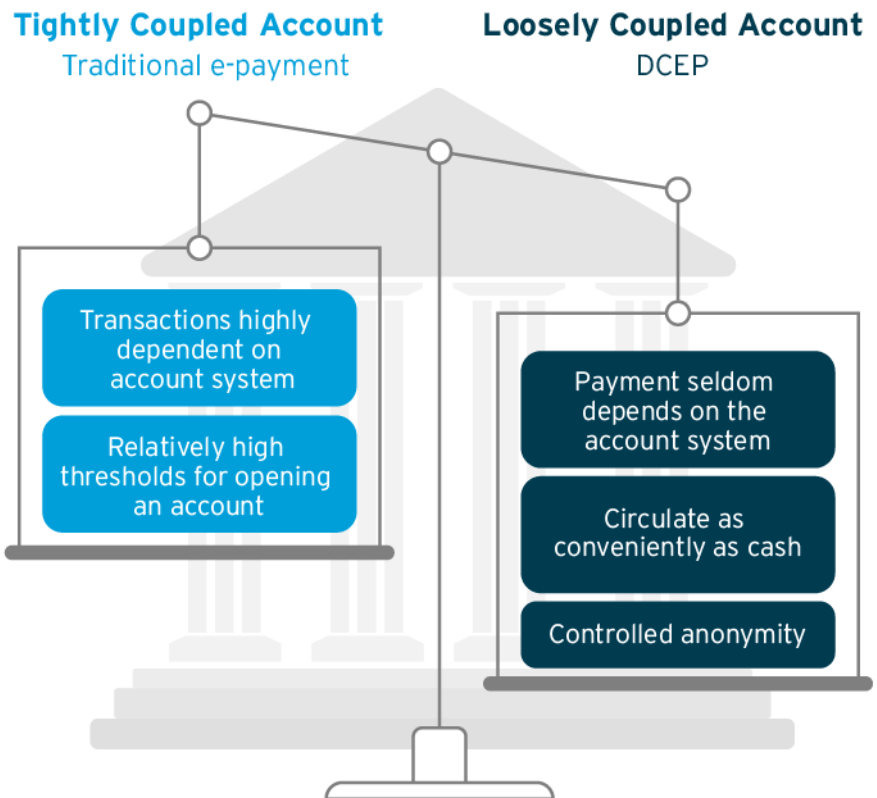 Tightly Coupled Account
Traditional e-payment
Transactions highly
dependent on
account system
Relatively high
thresholds for opening
an account
Loosely Coupled Account
DCEP
Payment seldom
depends on the
account system
Circulate as
conveniently as cash
Controlled anonymity